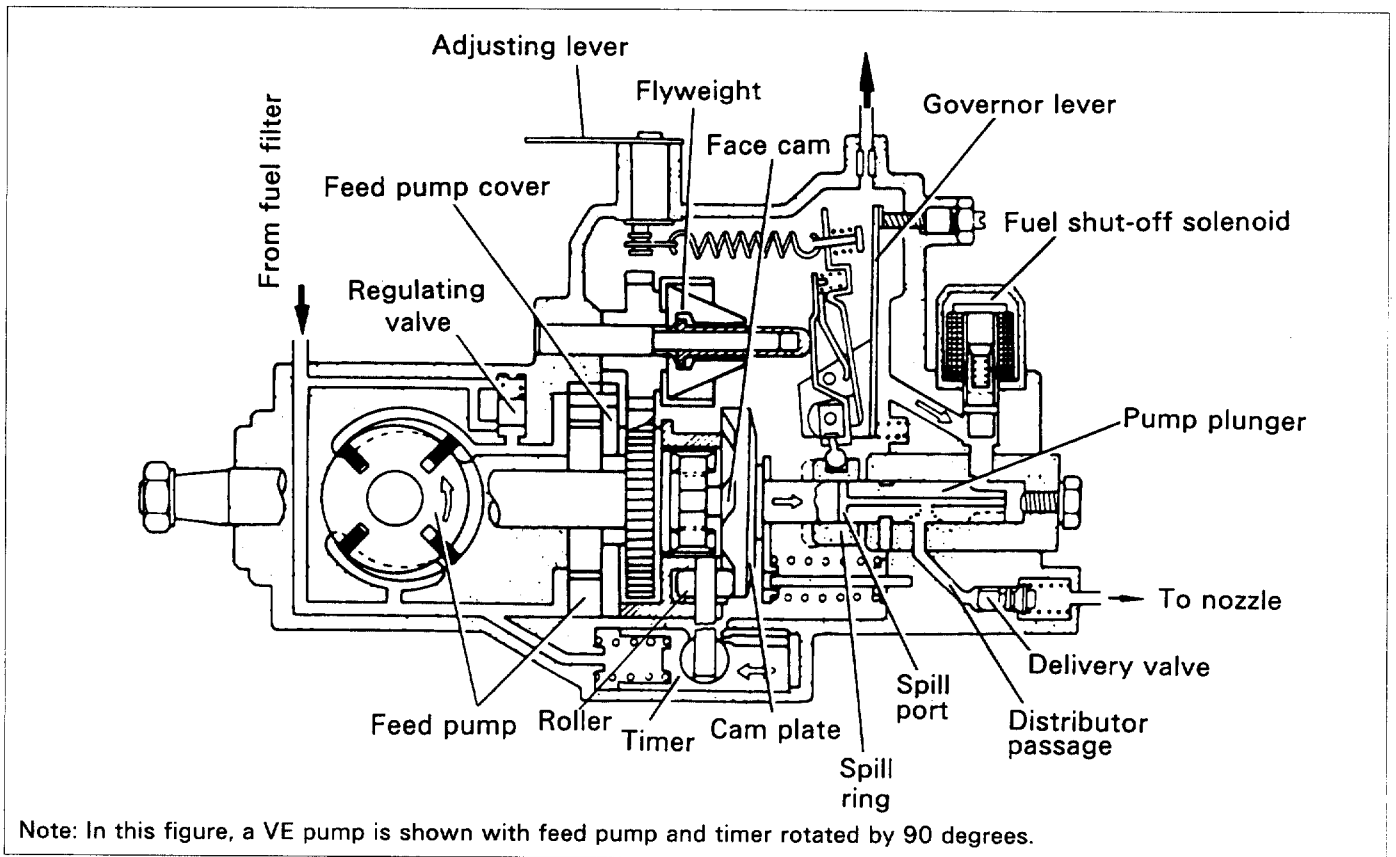 Adjusting lever
Flyweight
Governor lever
From fuel filter
Face cam
Feed pump cover
Fuel shut-off solenoid
Regulating
valve
Pump plunger
To nozzle
Delivery valve
Spill
port
Distributor
passage
Feed pump
Roller
Timer
Cam plate
Spill
ring
Note: In this figure, a VE pump is shown with feed pump and timer rotated by 90 degrees.